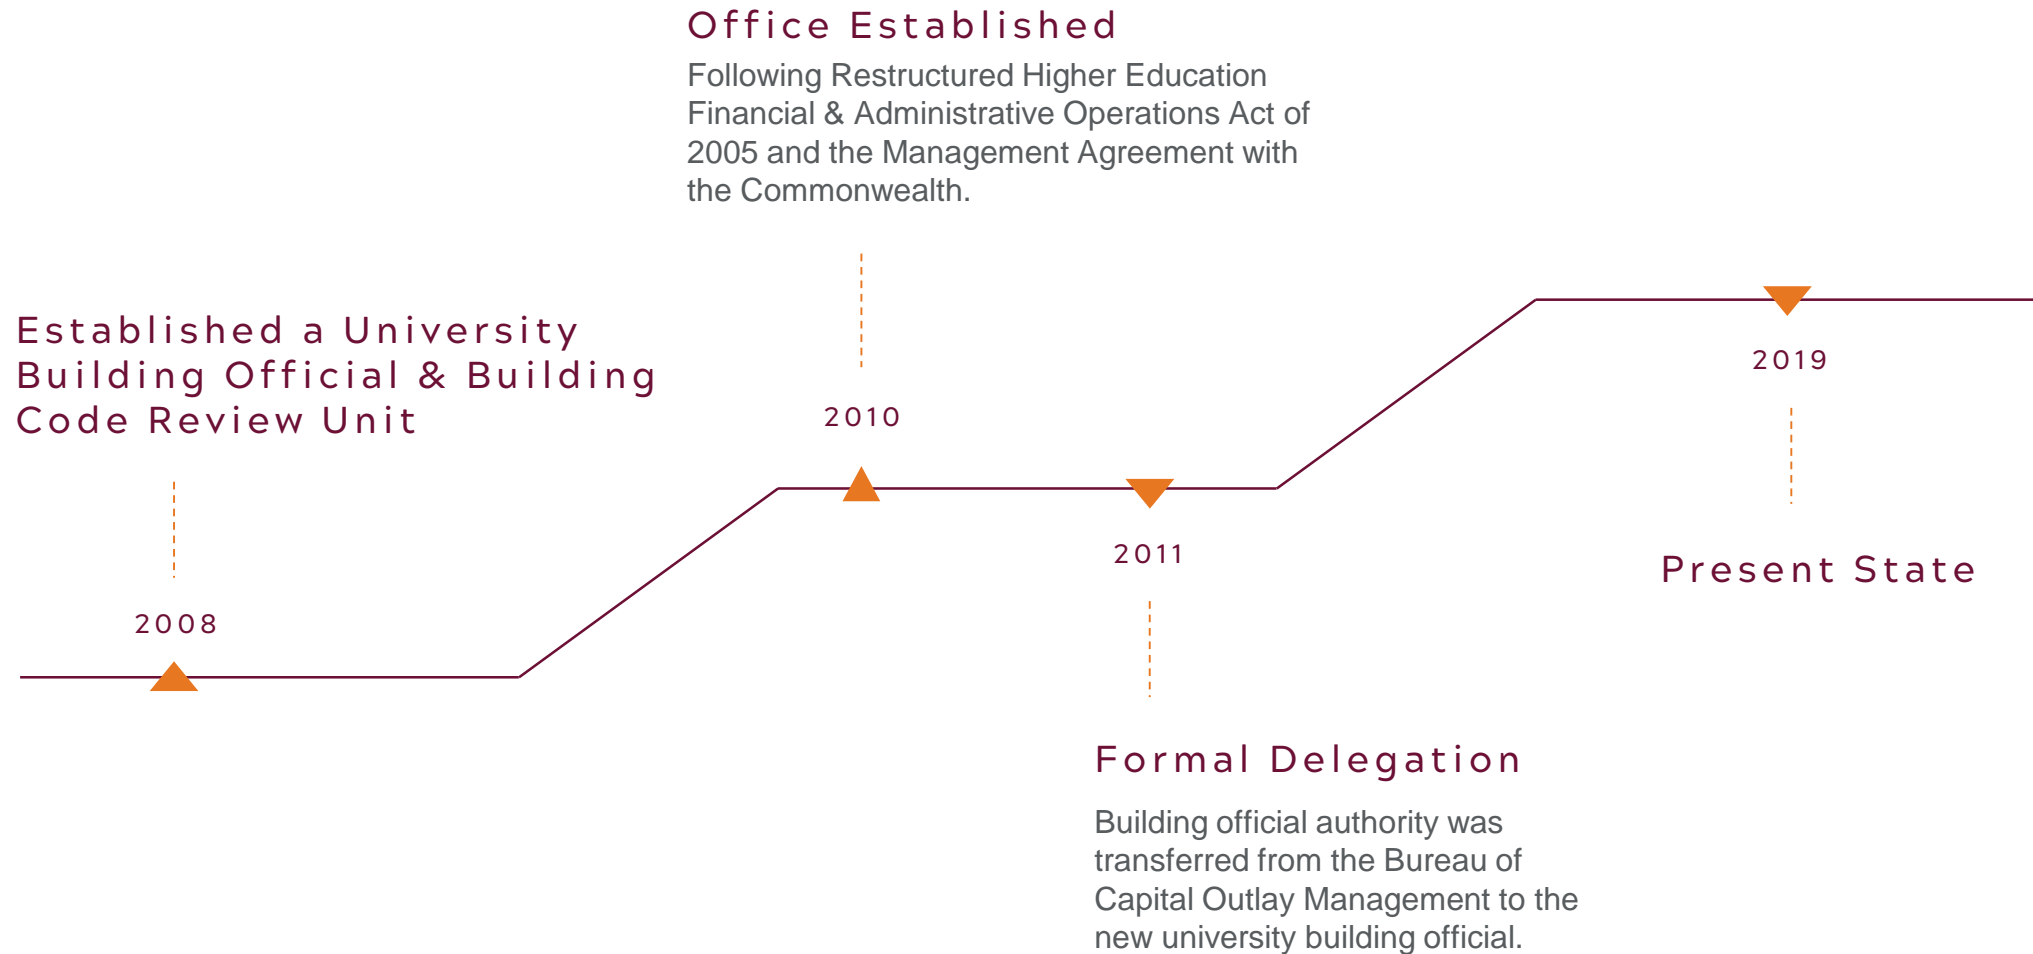 Office Established
Following Restructured Higher Education
Financial & Administrative Operations Act of
2005 and the Management Agreement with
the Commonwealth.
Established a University
Building Official & Building
Code Review Unit
2008
2010
2011
2019
Present State
Formal Delegation
Building official authority was
transferred from the Bureau of
Capital Outlay Management to the
new university building official.